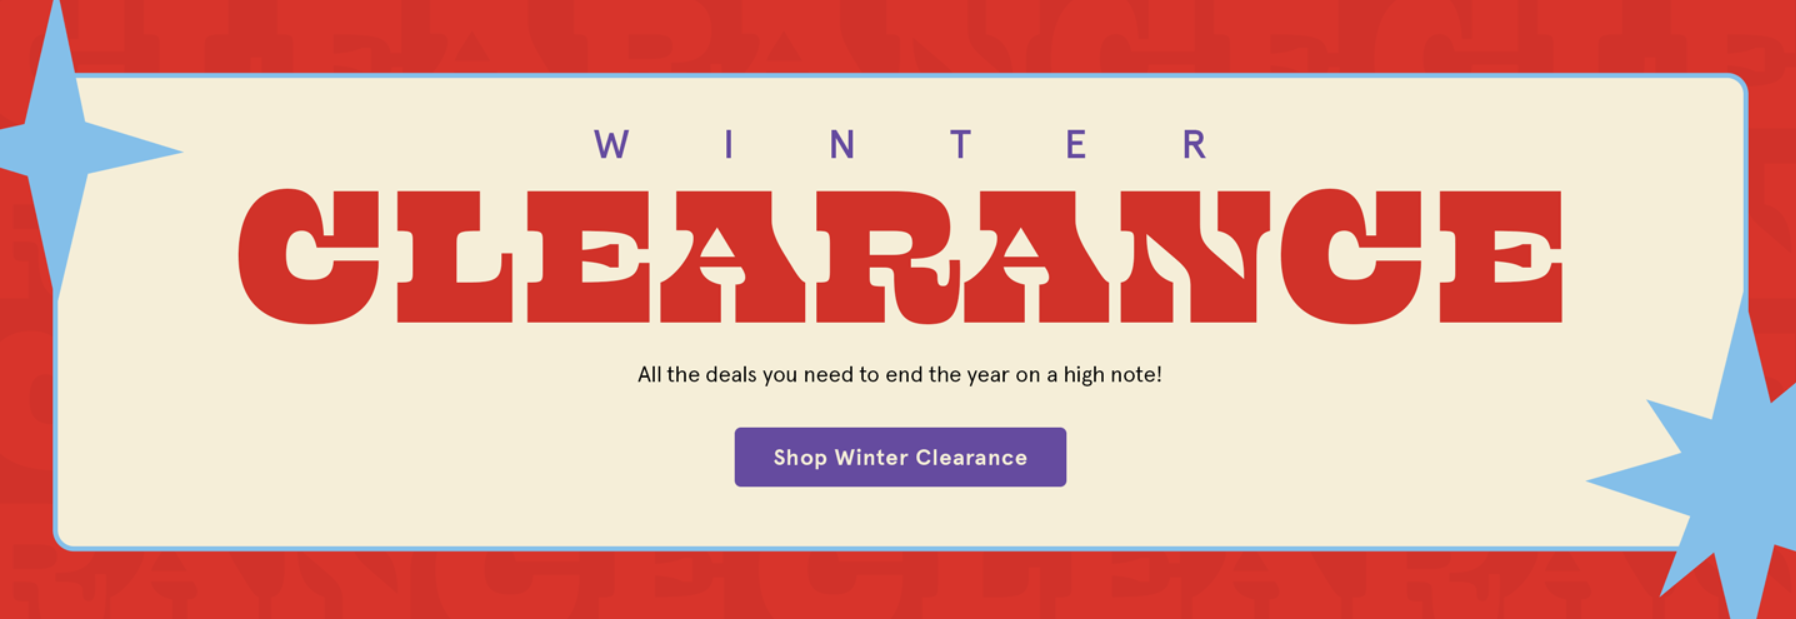 WINTER
CLEARANCE
All the deals you need to end the year on a high note!
Shop Winter Clearance